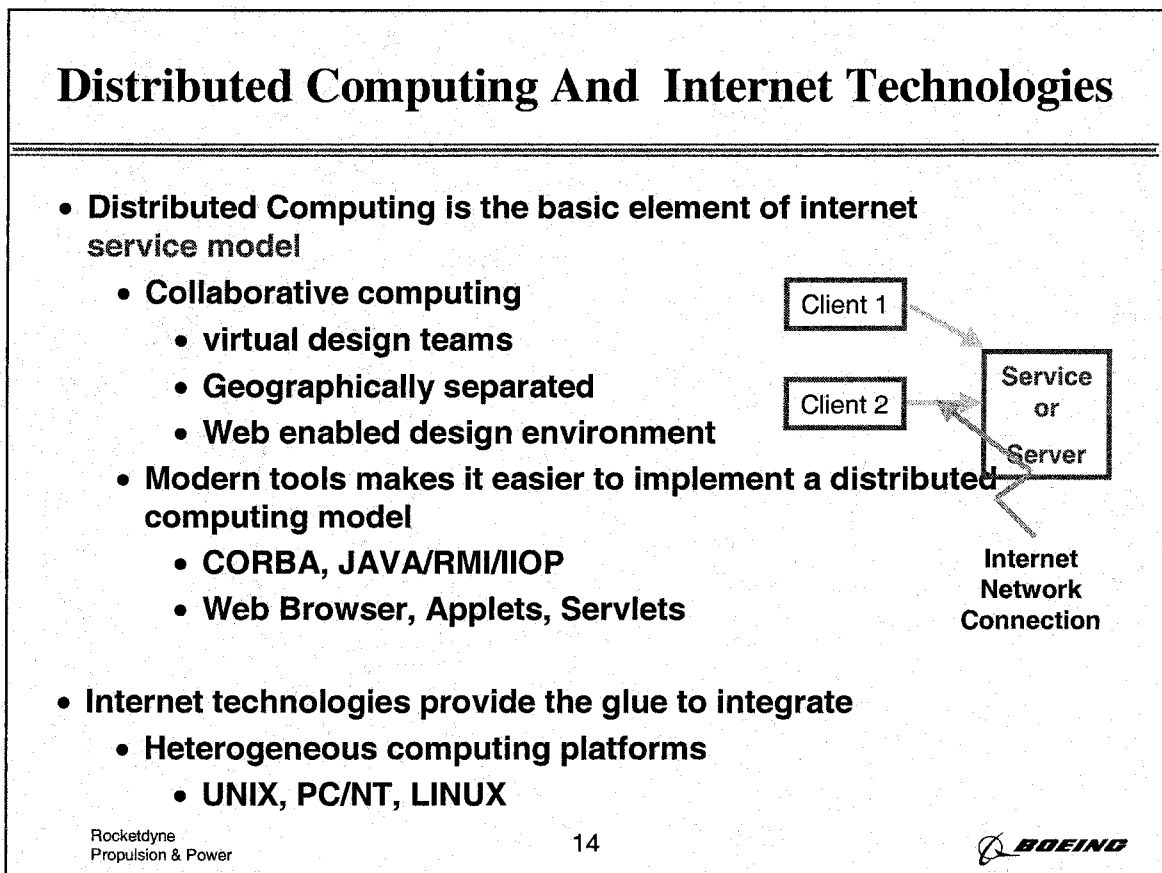 Distributed Computing And Internet Technologies
• Distributed Computing is the basic element of internet
service model
• Collaborative computing
• virtual design teams
• Geographically separated
• Web enabled design environment
• Modern tools makes it easier to implement a distributed
computing model
• CORBA, JAVA/RMI/IIOP
• Web Browser, Applets, Servlets
Client 1
Client 2
Service
or
Server
Internet
Network
Connection
• Internet technologies provide the glue to integrate
• Heterogeneous computing platforms
• UNIX, PC/NT, LINUX
Rocketdyne
Propulsion & Power
14
BOEING